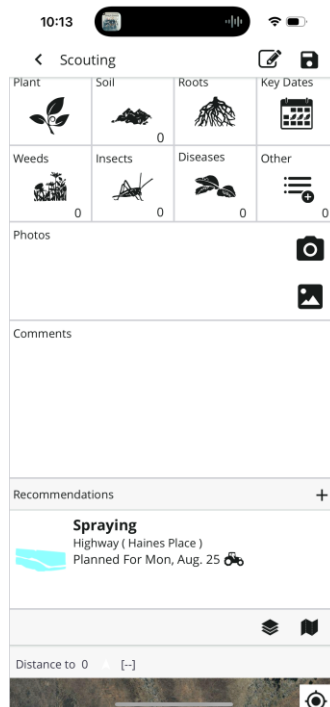 10:13
Scouting
Plant
Soil
0
Roots
Key Dates
Weeds
0
Insects
0
Diseases
0
Other
0
Photos
Comments
Recommendations +
Spraying
Highway ( Haines Place )
Planned For Mon, Aug. 25
Distance to 0 [--]